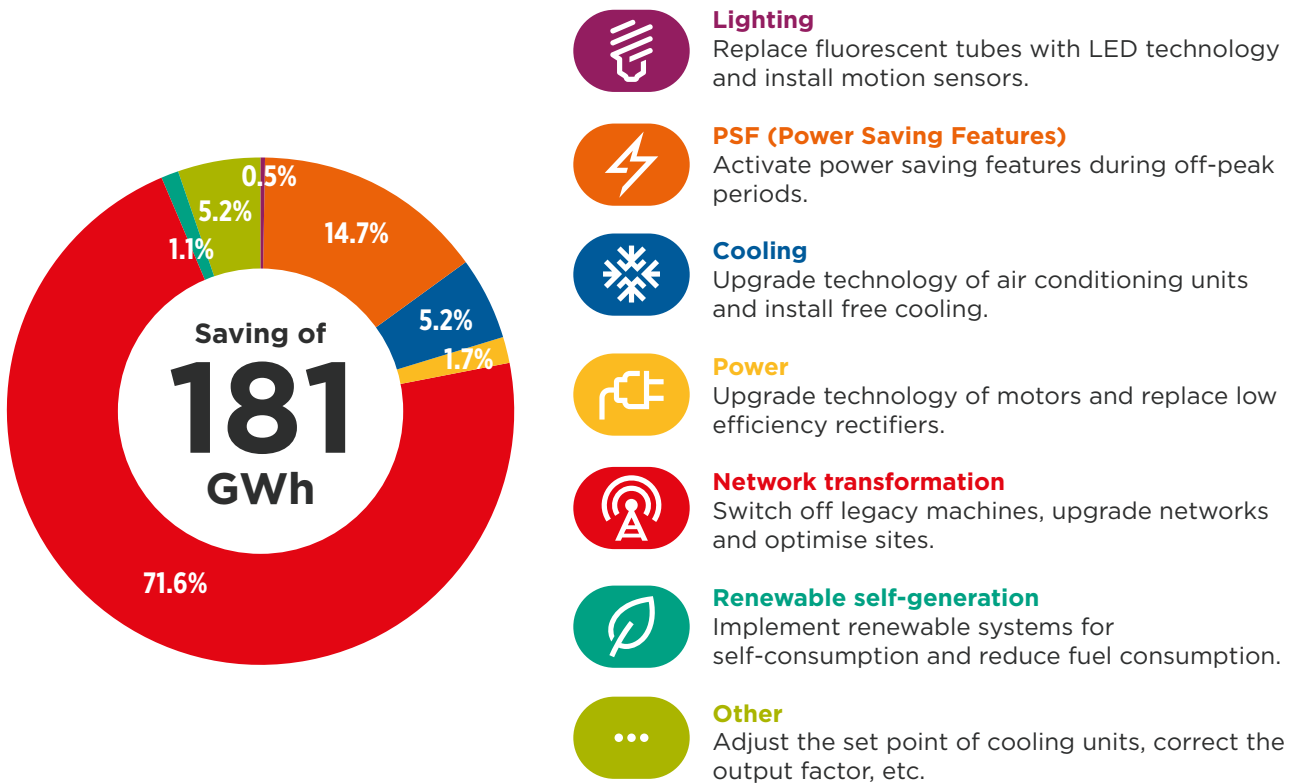 0.5%
14.7%
5.2%
1.7%
71.6%
1.1%
5.2%
Saving of
181
GWh
Lighting
Replace fluorescent tubes with LED technology
and install motion sensors.
PSF (Power Saving Features)
Activate power saving features during off-peak
periods.
Cooling
Upgrade technology of air conditioning units
and install free cooling.
Power
Upgrade technology of motors and replace low
efficiency rectifiers.
Network transformation
Switch off legacy machines, upgrade networks
and optimise sites.
Renewable self-generation
Implement renewable systems for
self-consumption and reduce fuel consumption.
Other
Adjust the set point of cooling units, correct the
output factor, etc.